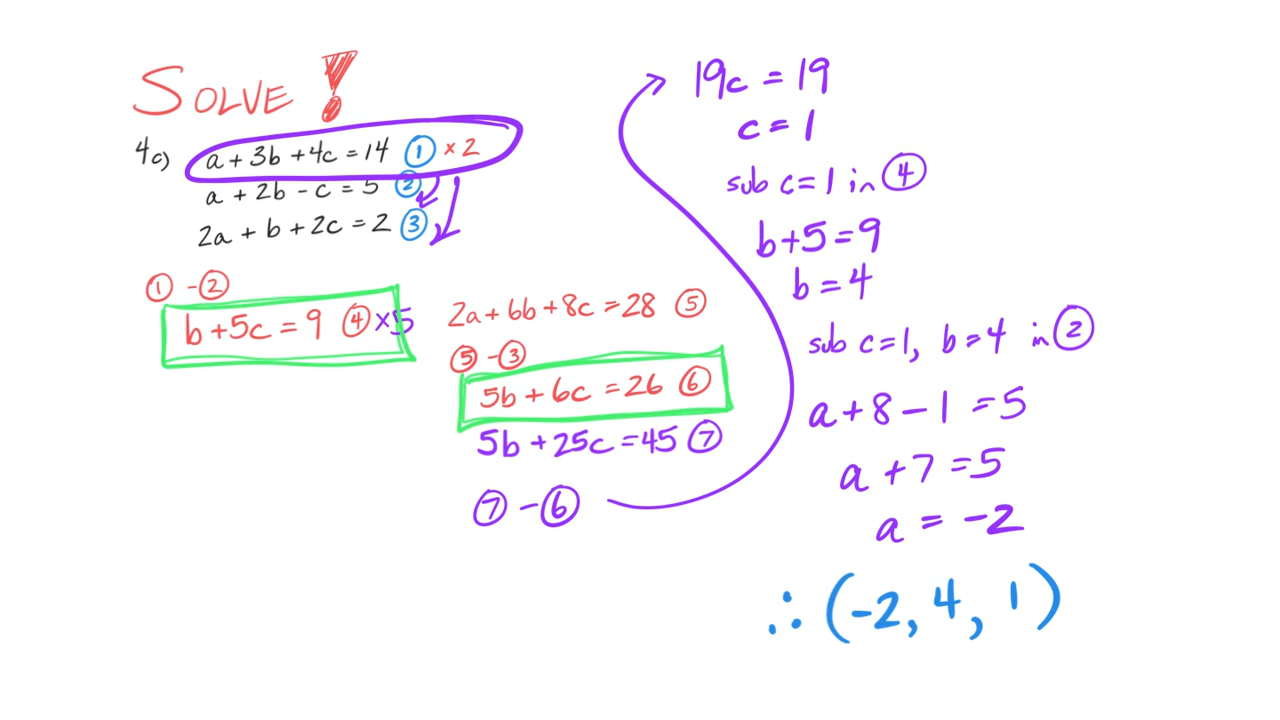 SOLVE!
4c) a + 3b + 4c = 14 ① × 2
a + 2b - c = 5 ②
2a + b + 2c = 2 ③
① - ②
b + 5c = 9 ④ × 5
2a + 6b + 8c = 28 ⑤
⑤ - ③
5b + 6c = 26 ⑥
5b + 25c = 45 ⑦
⑦ - ⑥
19c = 19
c = 1
sub c = 1 in ④
b + 5 = 9
b = 4
sub c = 1, b = 4 in ②
a + 8 - 1 = 5
a + 7 = 5
a = -2
∴ (-2, 4, 1)